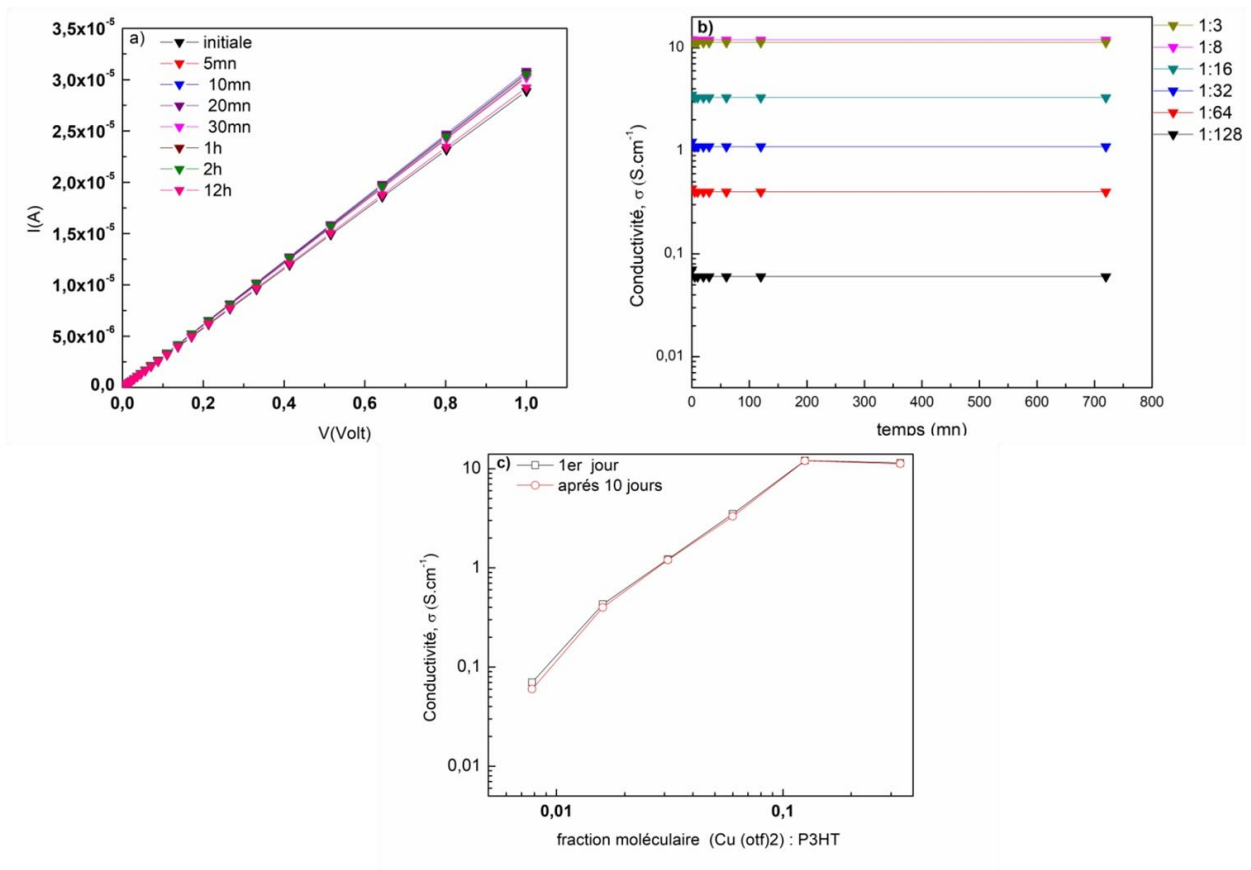 a)
3,5x10-5
3,0x10-5
2,5x10-5
2,0x10-5
1,5x10-5
1,0x10-5
5,0x10-6
0,0
I(A)
initiale
5mn
10mn
20mn
30mn
1h
2h
12h
0,0 0,2 0,4 0,6 0,8 1,0
V(Volt)
b)
10
1
0,1
0,01
Conductivité, σ (S.cm-1)
0 100 200 300 400 500 600 700 800
temps (mn)
1:3
1:8
1:16
1:32
1:64
1:128
c)
1er jour
aprés 10 jours
10
1
0,1
0,01
Conductivité, σ (S.cm-1)
0,01 0,1
fraction moléculaire (Cu (otf)2) : P3HT